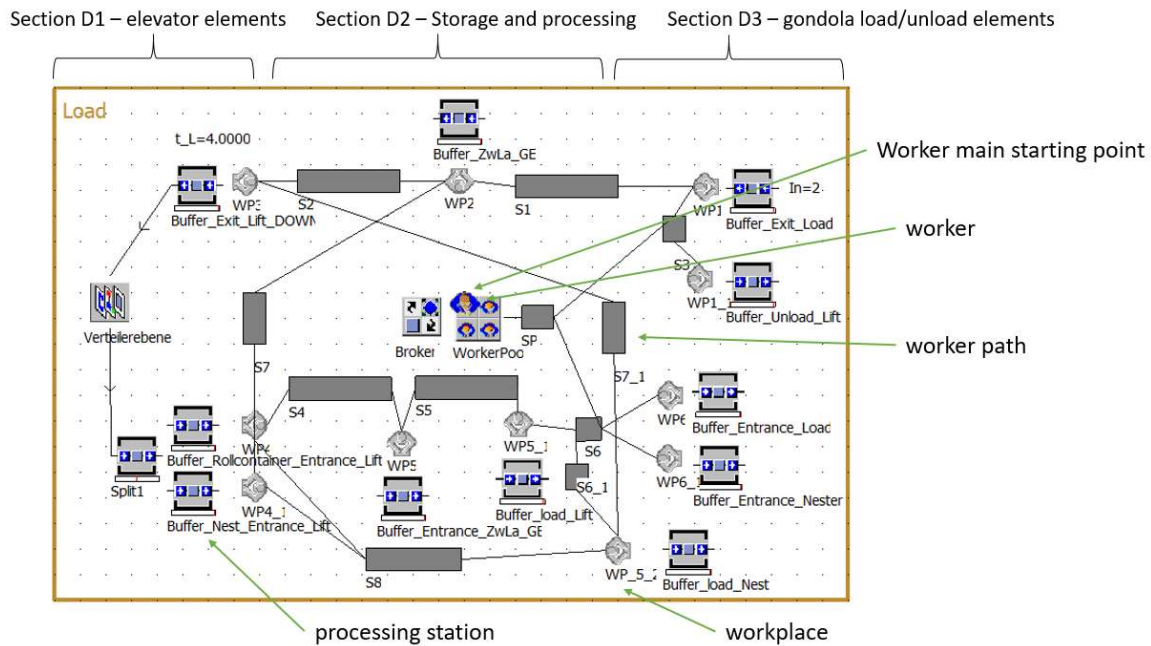 Section D1 – elevator elements
Section D2 – Storage and processing
Section D3 – gondola load/unload elements
Load
t_L=4.0000
Buffer_ZwLa_GE
Worker main starting point
Buffer_Exit_Lift_DOWN
WP3
S2
WP2
S1
WP1
In=2
Buffer_Exit_Load
worker
S3
WP1_1
Buffer_Unload_Lift
Verteilerebene
Broker
WorkerPoo
SP
worker path
S7
S7_1
S4
S5
WP6
Buffer_Entrance_Load
WP4
Buffer_Rollcontainer_Entrance_Lift
WP5
WP5_1
S6
WP6_1
Buffer_Entrance_Nester
Split1
WP4_1
Buffer_Nest_Entrance_Lift
Buffer_Entrance_ZwLa_GE
Buffer_load_Lift
S6_1
S8
WP_5_2
Buffer_load_Nest
processing station
workplace